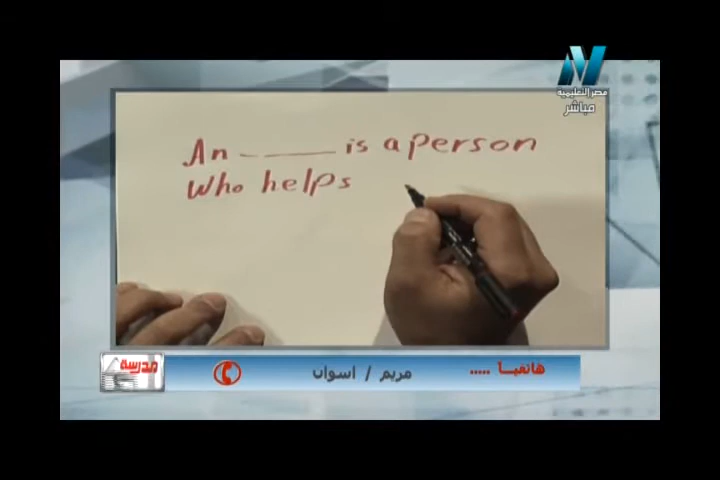 مصر التعليمية
مباشر
An _ ____ is a person
Who helps
مدرسة
مريم / اسوان
هاتفياً .....